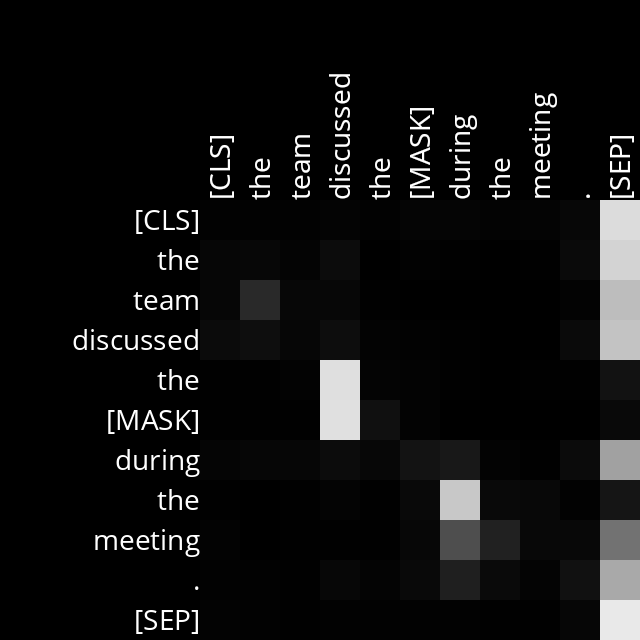 [CLS]
the
team
discussed
the
[MASK]
during
the
meeting
.
[SEP]
[CLS]
the
team
discussed
the
[MASK]
during
the
meeting
.
[SEP]